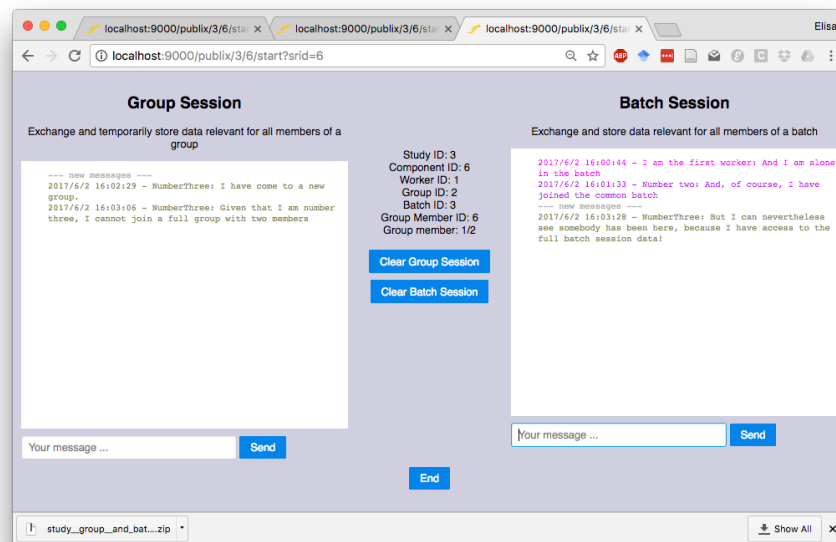 localhost:9000/publix/3/6/sta
localhost:9000/publix/3/6/sta
localhost:9000/publix/3/6/sta
Elisa
localhost:9000/publix/3/6/start?srid=6
ABP
Group Session
Exchange and temporarily store data relevant for all members of a
group
--- new messages ---
2017/6/2 16:02:29 - NumberThree: I have come to a new
group.
2017/6/2 16:03:06 - NumberThree: Given that I am number
three, I cannot join a full group with two members
Your message ...
Send
Study ID: 3
Component ID: 6
Worker ID: 1
Group ID: 2
Batch ID: 3
Group Member ID: 6
Group member: 1/2
Clear Group Session
Clear Batch Session
End
Batch Session
Exchange and store data relevant for all members of a batch
2017/6/2 16:00:44 - I am the first worker: And I am alone
in the batch
2017/6/2 16:01:33 - Number two: And, of course, I have
joined the common batch
--- new messages ---
2017/6/2 16:03:28 - NumberThree: But I can nevertheless
see somebody has been here, because I have access to the
full batch session data!
Your message ...
Send
study_group_and_bat....zip
Show All